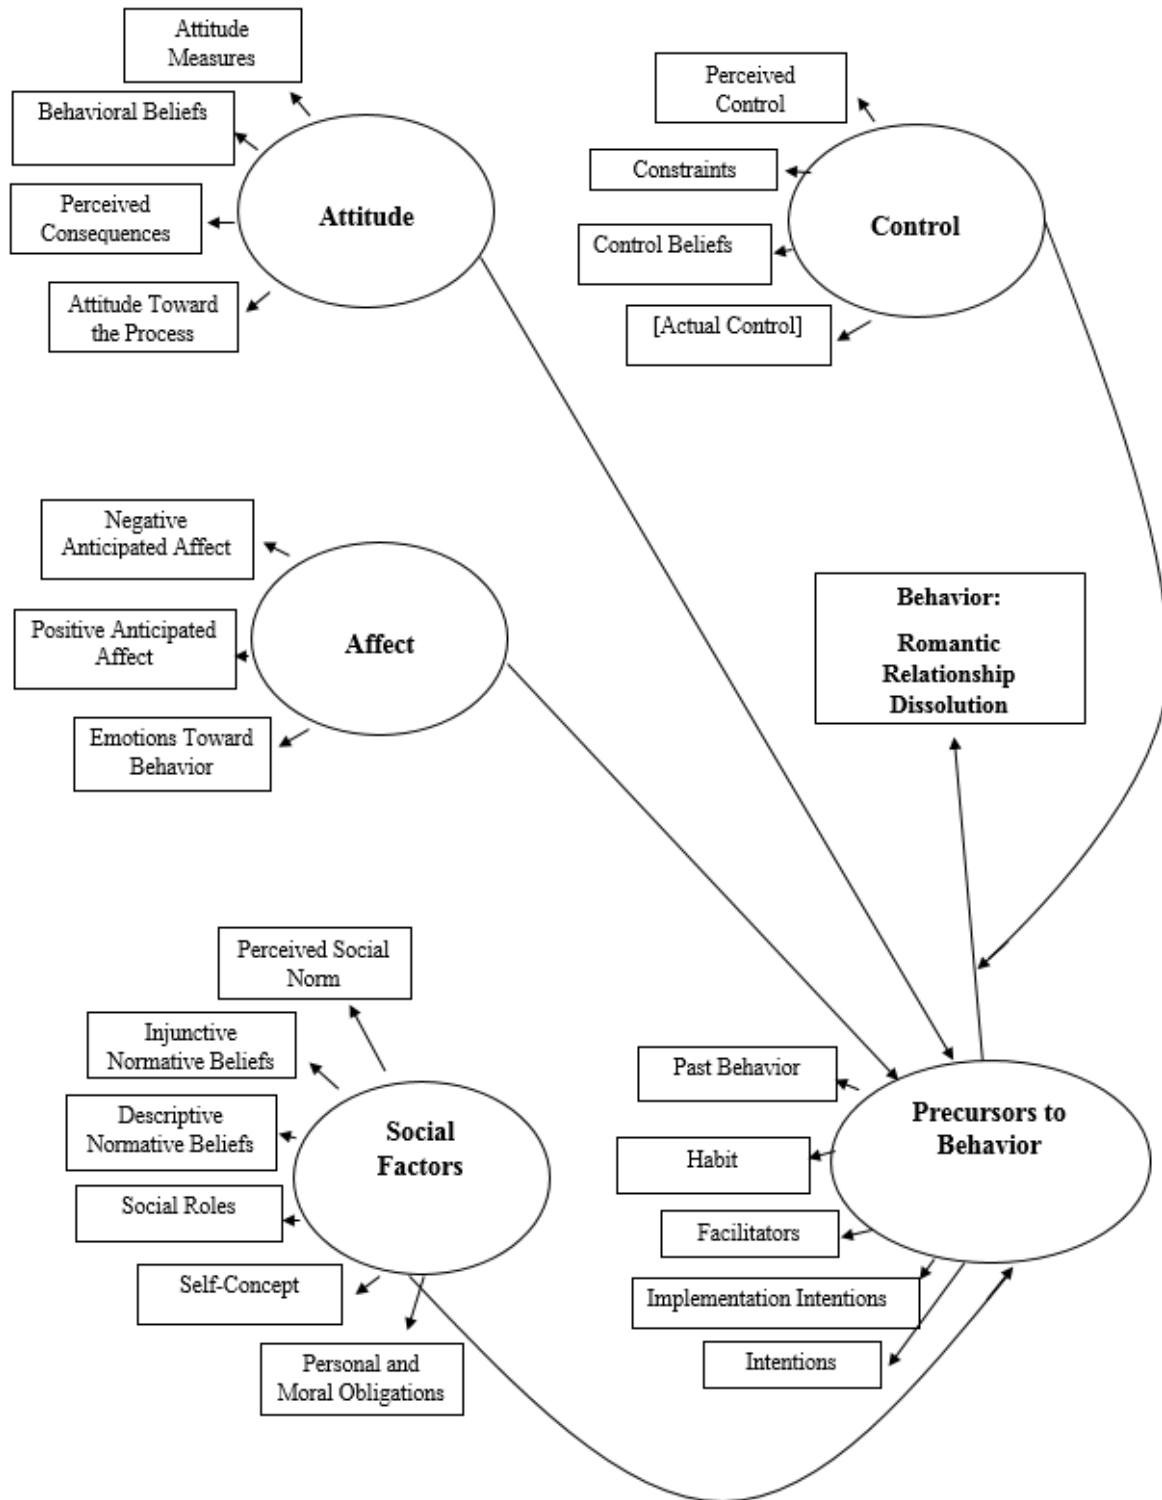 Attitude
Measures
Behavioral Beliefs
Perceived
Consequences
Attitude Toward
the Process
Attitude
Perceived
Control
Constraints
Control Beliefs
[Actual Control]
Control
Negative
Anticipated Affect
Positive Anticipated
Affect
Emotions Toward
Behavior
Affect
Behavior:
Romantic
Relationship
Dissolution
Perceived Social
Norm
Injunctive
Normative Beliefs
Descriptive
Normative Beliefs
Social Roles
Self-Concept
Personal and
Moral Obligations
Social
Factors
Past Behavior
Habit
Facilitators
Implementation Intentions
Intentions
Precursors to
Behavior